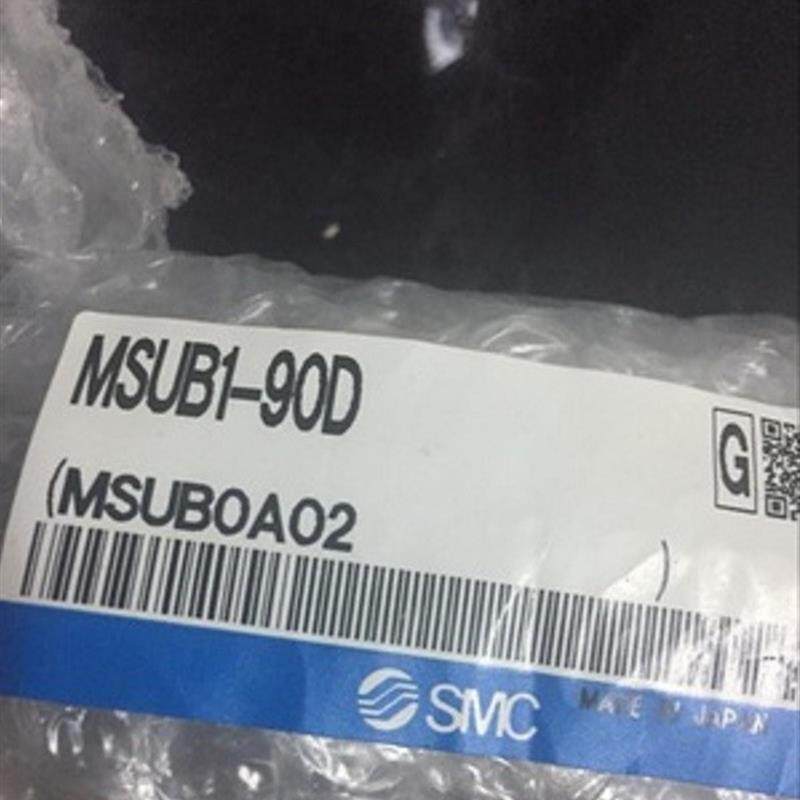 MSUB1-90D
G
(MSUB0A02 )
SMC MADE IN JAPAN